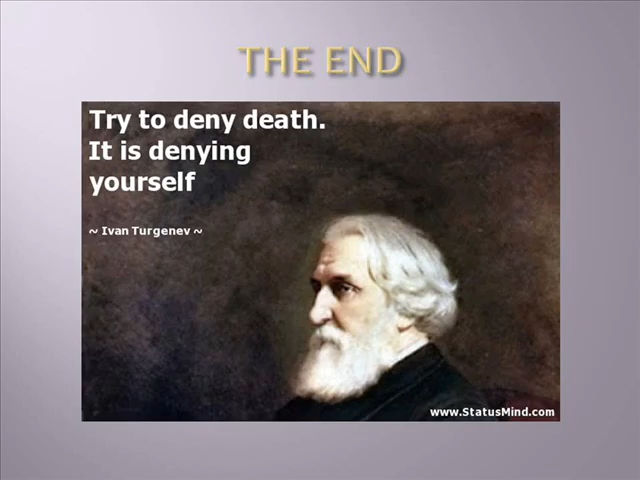 THE END
Try to deny death.
It is denying
yourself
~ Ivan Turgenev ~
www.StatusMind.com